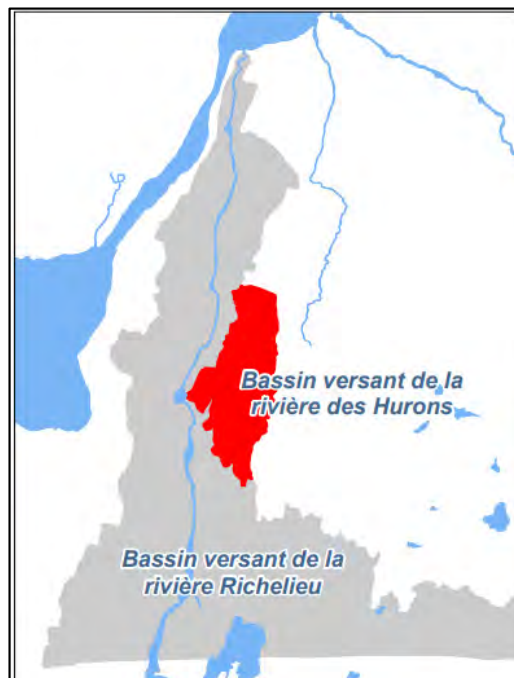 Bassin versant de la
rivière des Hurons
Bassin versant de la
rivière Richelieu